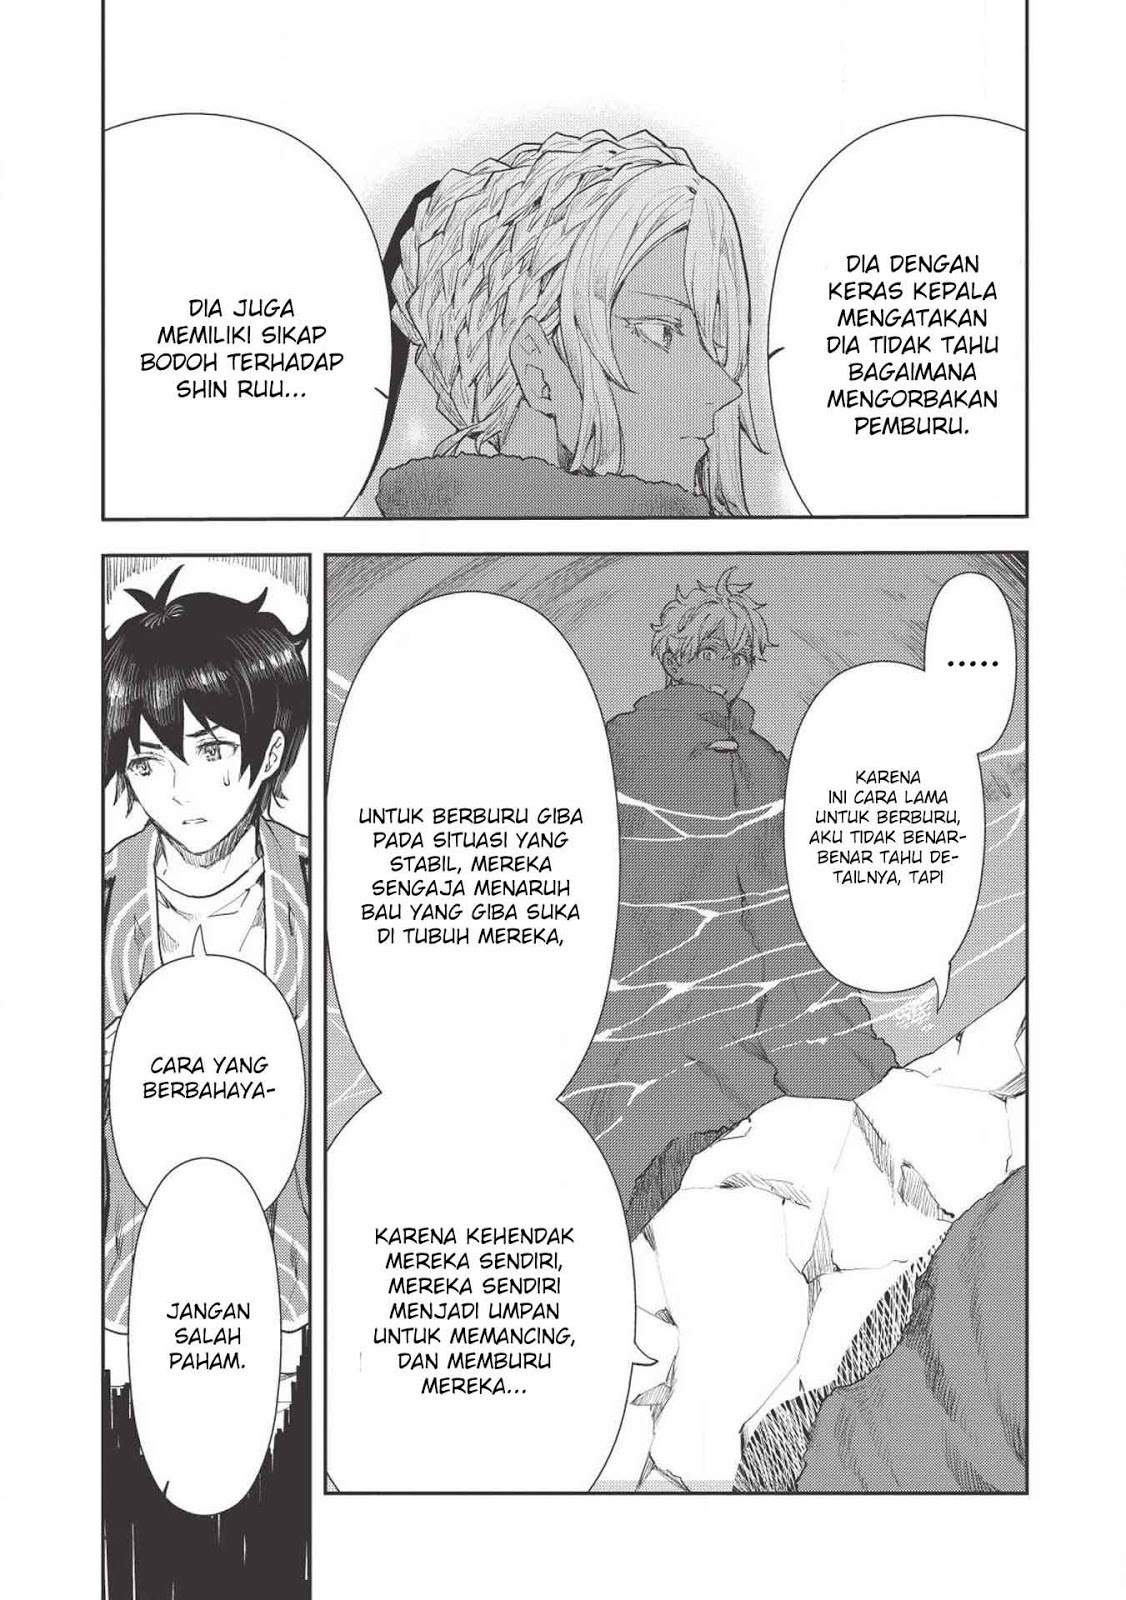 DIA DENGAN
KERAS KEPALA
MENGATAKAN
DIA TIDAK TAHU
BAGAIMANA
MENGORBAKAN
PEMBURU.
DIA JUGA
MEMILIKI SIKAP
BODOH TERHADAP
SHIN RUU...
.....
KARENA
INI CARA LAMA
UNTUK BERBURU,
AKU TIDAK BENAR-
BENAR TAHU DE-
TAILNYA, TAPI
UNTUK BERBURU GIBA
PADA SITUASI YANG
STABIL, MEREKA
SENGAJA MENARUH
BAU YANG GIBA SUKA
DI TUBUH MEREKA,
KARENA KEHENDAK
MEREKA SENDIRI,
MEREKA SENDIRI
MENJADI UMPAN
UNTUK MEMANCING,
DAN MEMBURU
MEREKA...
CARA YANG
BERBAHAYA-
JANGAN
SALAH
PAHAM.